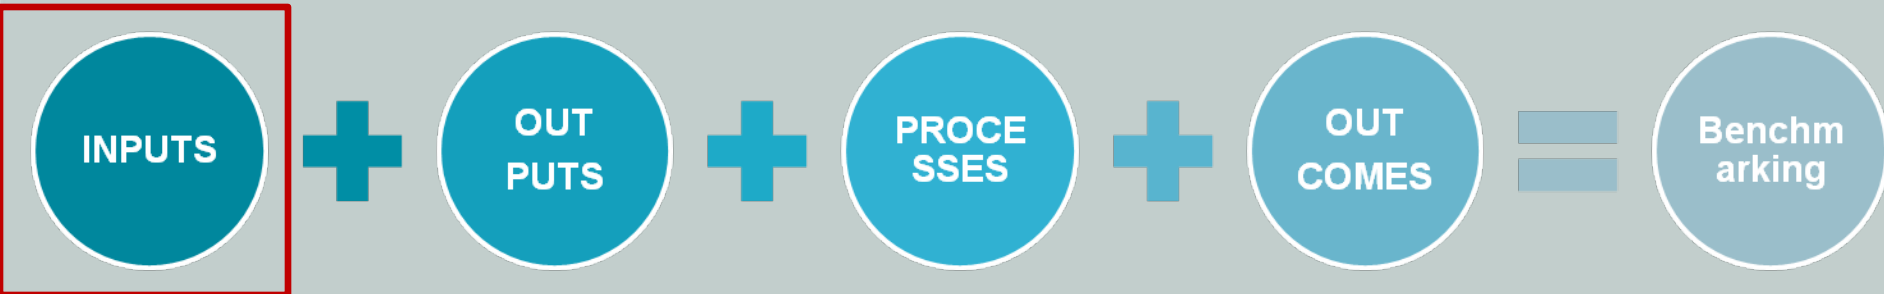 INPUTS
OUT
PUTS
PROCE
SSES
OUT
COMES
Benchm
arking